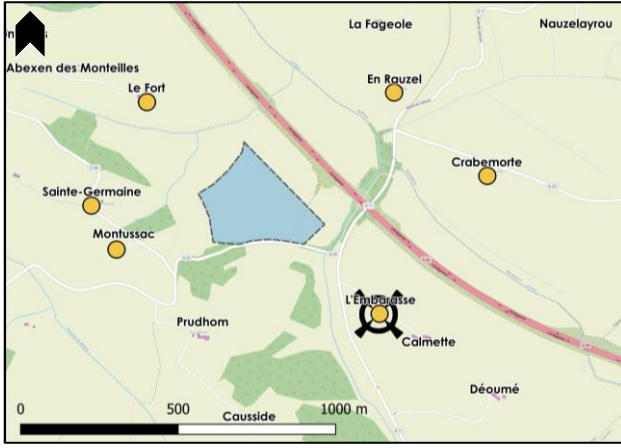 La Fageole
Nauzelayrou
Abexen des Monteilles
Le Fort
En Rauzel
Crabemorte
Sainte-Germaine
Montussac
L'Embarasse
Prudhom
Calmette
Déoumé
0 500 1000 m
Causside